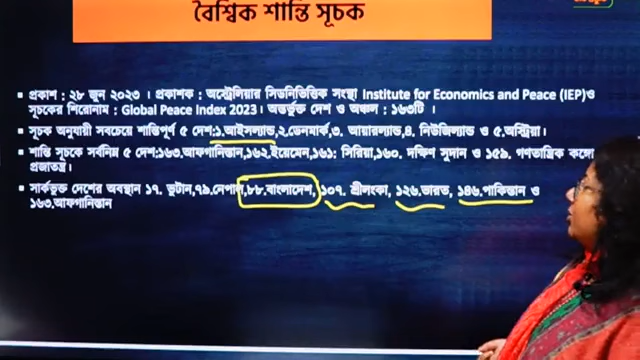 বৈশ্বিক শান্তি সূচক
▪ প্রকাশ : ২৮ জুন ২০২৩ । প্রকাশক : অস্ট্রেলিয়ার সিডনিভিত্তিক সংস্থা Institute for Economics and Peace (IEP)ও
সূচকের শিরোনাম : Global Peace Index 2023। অন্তর্ভুক্ত দেশ ও অঞ্চল : ১৬৩টি ।
▪ সূচক অনুযায়ী সবচেয়ে শান্তিপূর্ণ ৫ দেশ:১.আইসল্যান্ড,২.ডেনমার্ক,৩. আয়ারল্যান্ড,৪. নিউজিল্যান্ড ও ৫.অস্ট্রিয়া।
▪ শান্তি সূচকে সর্বনিম্ন ৫ দেশ:১৬৩.আফগানিস্তান,১৬২.ইয়েমেন,১৬১: সিরিয়া,১৬০. দক্ষিণ সুদান ও ১৫৯. গণতান্ত্রিক কঙ্গো
প্রজাতন্ত্র।
▪ সার্কভুক্ত দেশের অবস্থান ১৭. ভুটান,৭৯.নেপাল,৮৮.বাংলাদেশ, ১০৭. শ্রীলংকা, ১২৬.ভারত, ১৪৬.পাকিস্তান ও
১৬৩.আফগানিস্তান